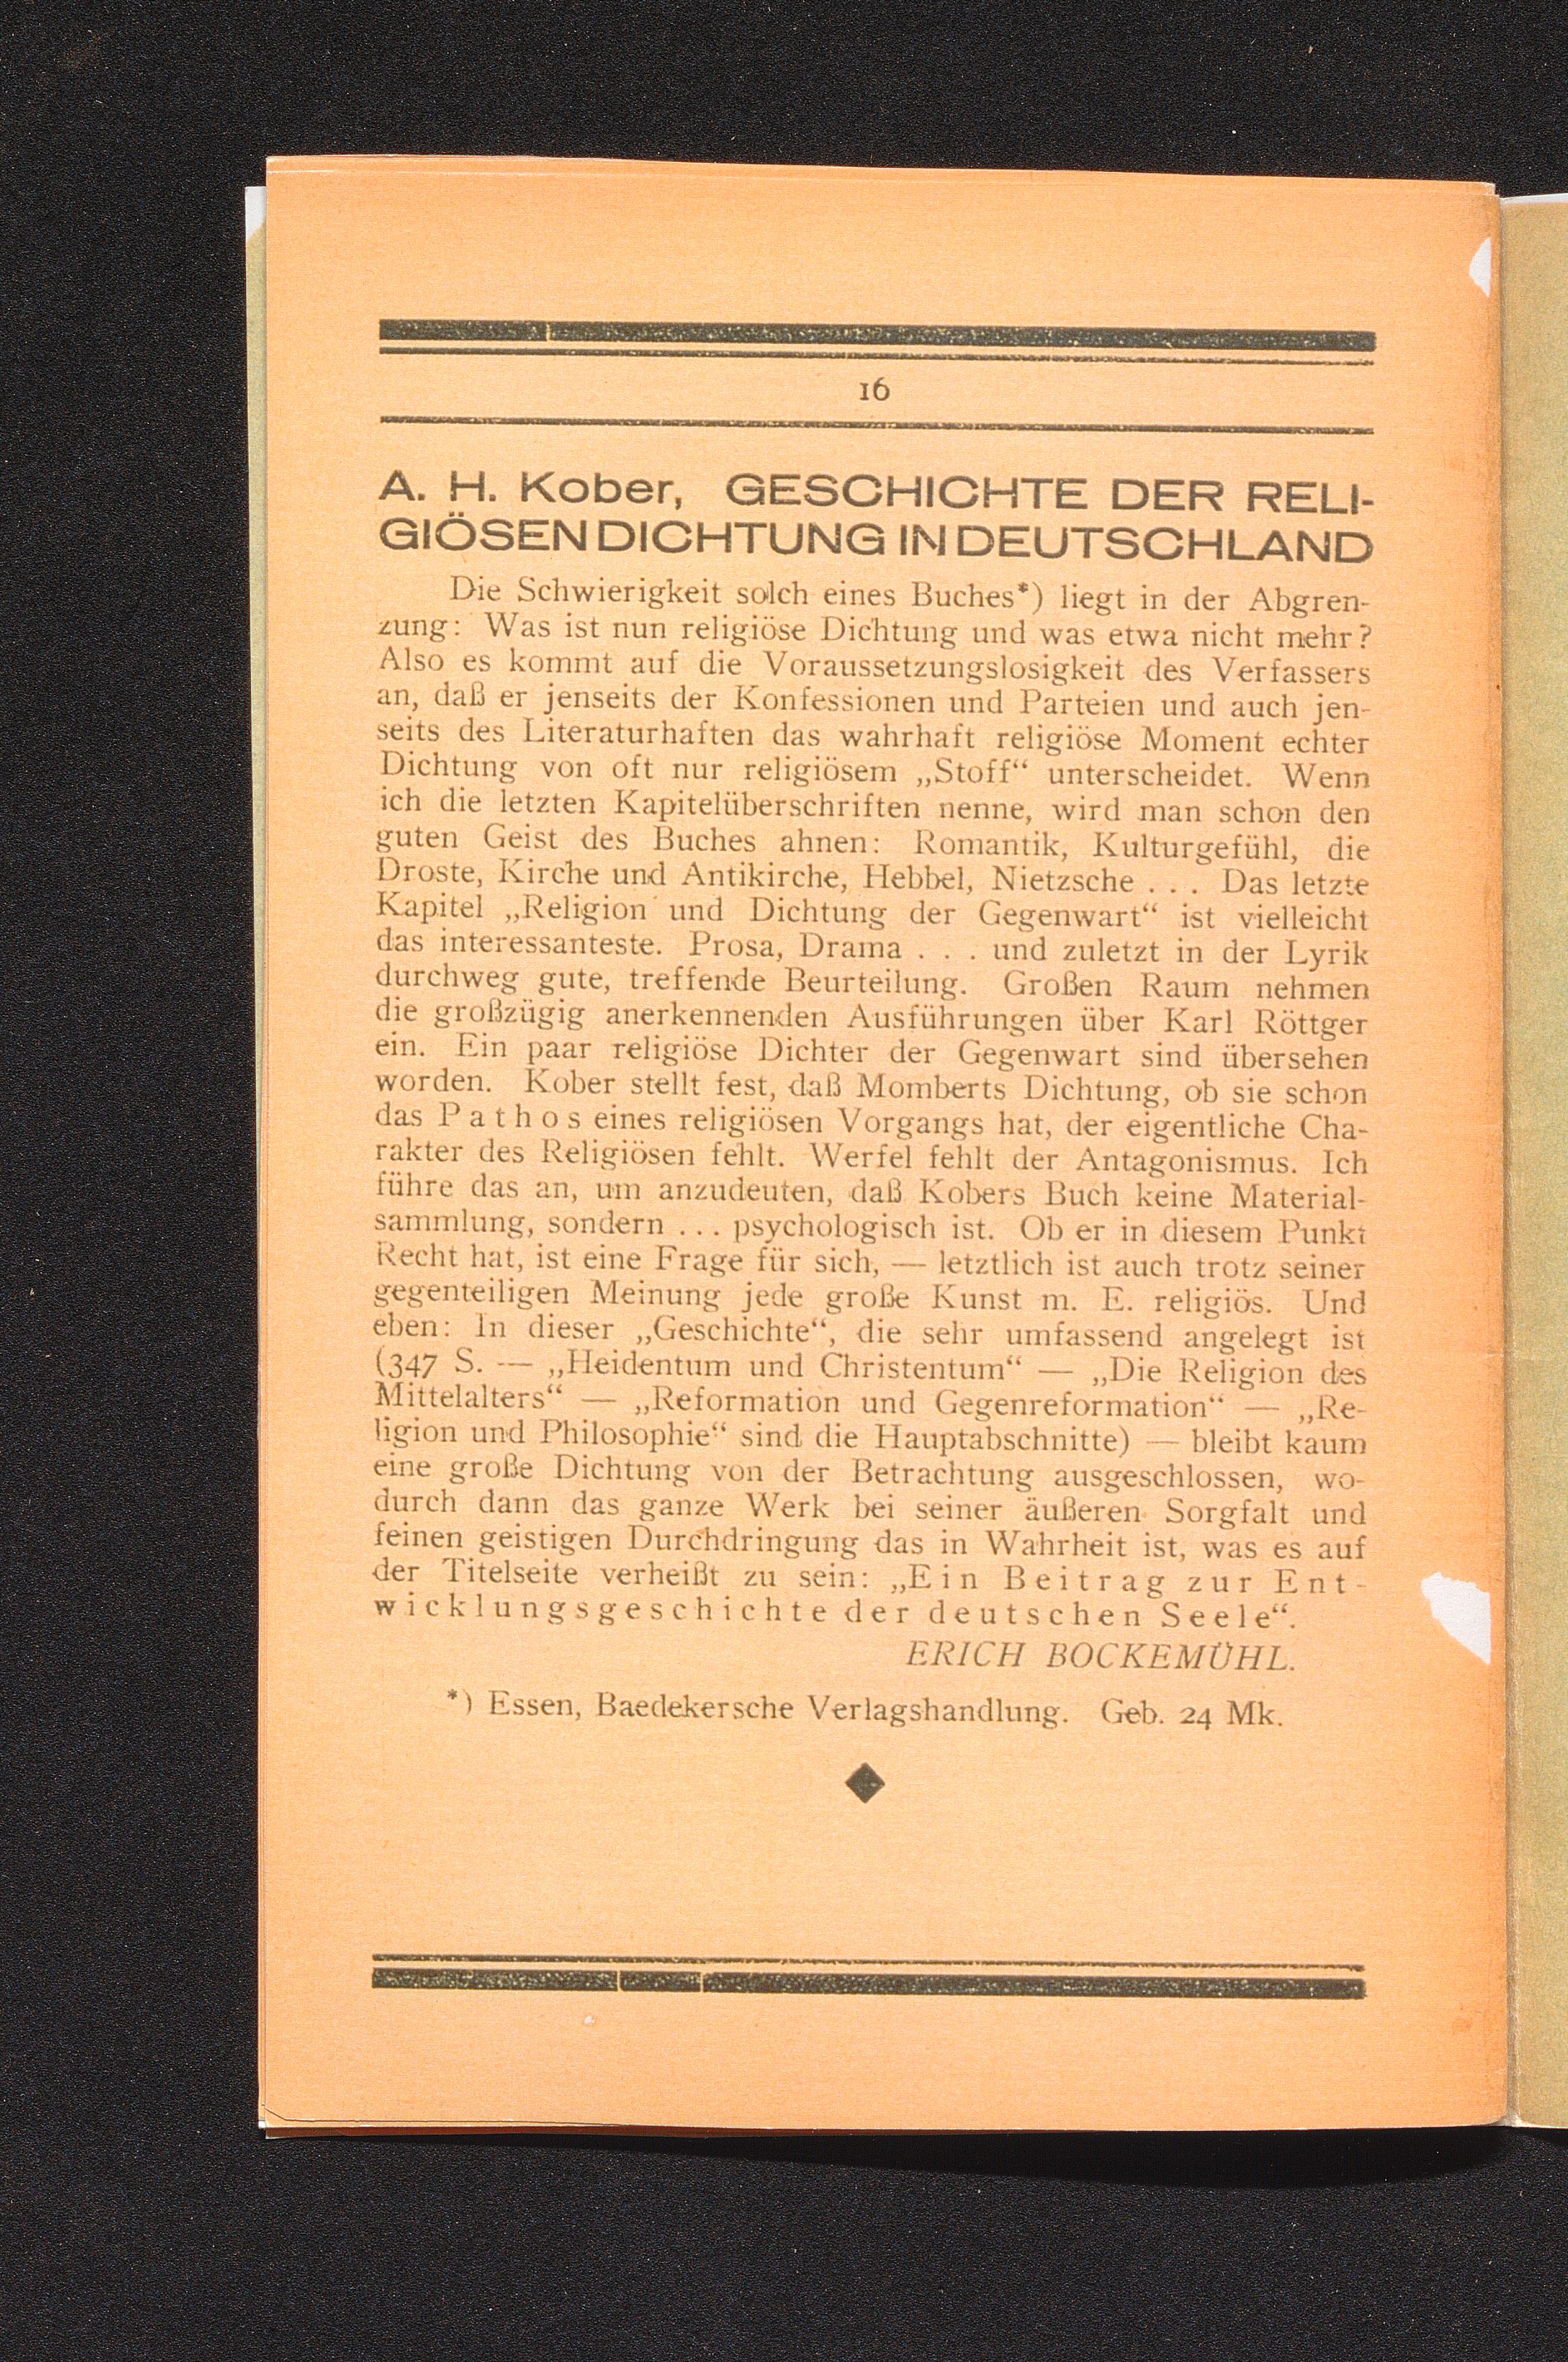 16
A. H. Kober, GESCHICHTE DER RELI-
GIÖSEN DICHTUNG IN DEUTSCHLAND
Die Schwierigkeit solch eines Buches*) liegt in der Abgren-
zung: Was ist nun religiöse Dichtung und was etwa nicht mehr?
Also es kommt auf die Voraussetzungslosigkeit des Verfassers
an, daß er jenseits der Konfessionen und Parteien und auch jen-
seits des Literaturhaften das wahrhaft religiöse Moment echter
Dichtung von oft nur religiösem „Stoff“ unterscheidet. Wenn
ich die letzten Kapitelüberschriften nenne, wird man schon den
guten Geist des Buches ahnen: Romantik, Kulturgefühl, die
Droste, Kirche und Antikirche, Hebbel, Nietzsche . . . Das letzte
Kapitel „Religion und Dichtung der Gegenwart“ ist vielleicht
das interessanteste. Prosa, Drama . . . und zuletzt in der Lyrik
durchweg gute, treffende Beurteilung. Großen Raum nehmen
die großzügig anerkennenden Ausführungen über Karl Röttger
ein. Ein paar religiöse Dichter der Gegenwart sind übersehen
worden. Kober stellt fest, daß Momberts Dichtung, ob sie schon
das P a t h o s eines religiösen Vorgangs hat, der eigentliche Cha-
rakter des Religiösen fehlt. Werfel fehlt der Antagonismus. Ich
führe das an, um anzudeuten, daß Kobers Buch keine Material-
sammlung, sondern . . . psychologisch ist. Ob er in diesem Punkt
Recht hat, ist eine Frage für sich, — letztlich ist auch trotz seiner
gegenteiligen Meinung jede große Kunst m. E. religiös. Und
eben: In dieser „Geschichte“, die sehr umfassend angelegt ist
(347 S. — „Heidentum und Christentum“ — „Die Religion des
Mittelalters“ — „Reformation und Gegenreformation“ — „Re-
ligion und Philosophie“ sind die Hauptabschnitte) — bleibt kaum
eine große Dichtung von der Betrachtung ausgeschlossen, wo-
durch dann das ganze Werk bei seiner äußeren Sorgfalt und
feinen geistigen Durchdringung das in Wahrheit ist, was es auf
der Titelseite verheißt zu sein: „E i n B e i t r a g z u r E n t -
w i c k l u n g s g e s c h i c h t e d e r d e u t s c h e n S e e l e“.
ERICH BOCKEMÜHL.
*) Essen, Baedekersche Verlagshandlung. Geb. 24 Mk.